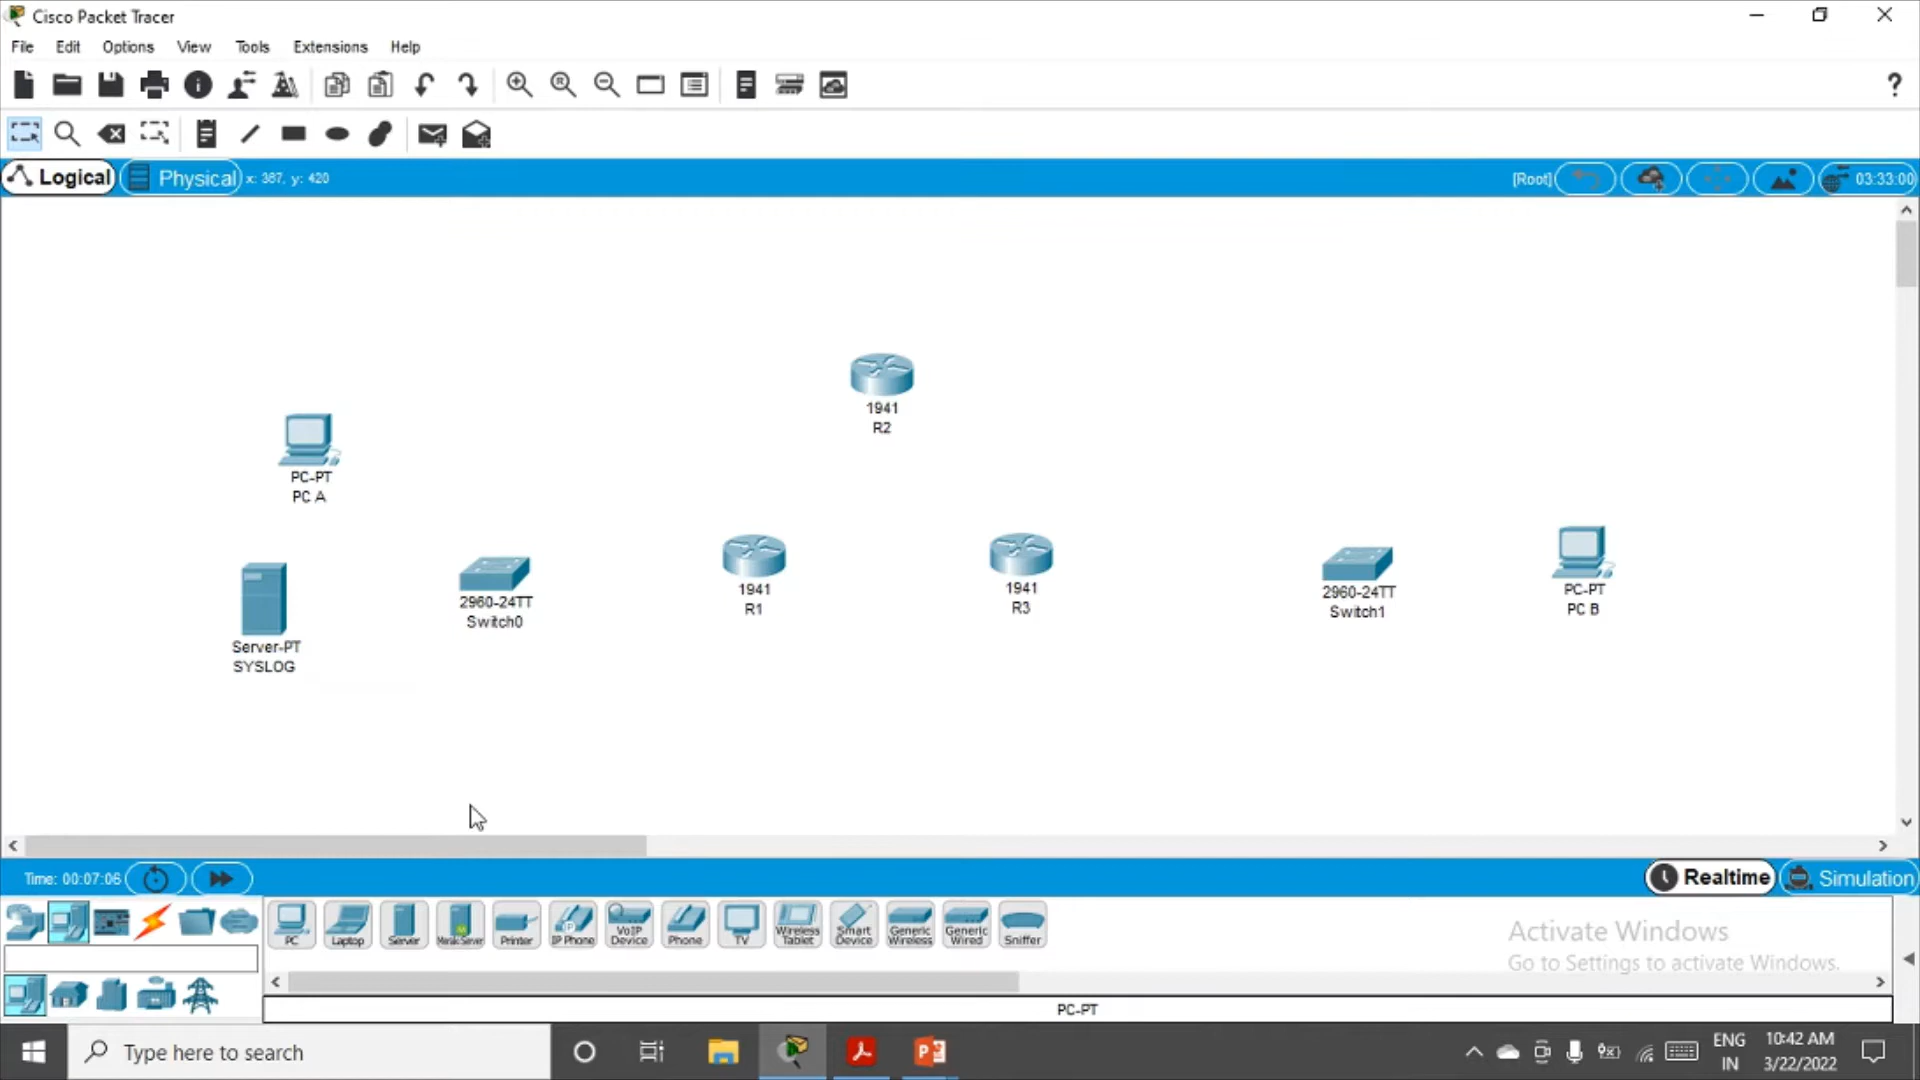 Cisco Packet Tracer
File Edit Options View Tools Extensions Help
?
Logical Physical x: 387, y: 420 [Root] 03:33:00
1941
R2
PC-PT
PC A
1941
R1
1941
R3
2960-24TT
Switch0
2960-24TT
Switch1
PC-PT
PC B
Server-PT
SYSLOG
Time: 00:07:06 Realtime Simulation
PC Laptop Server Meraki Server Printer IP Phone VoIP Device Phone TV Wireless Tablet Smart Device Generic Wireless Generic Wired Sniffer
Activate Windows
Go to Settings to activate Windows.
PC-PT
Type here to search
ENG
IN
10:42 AM
3/22/2022